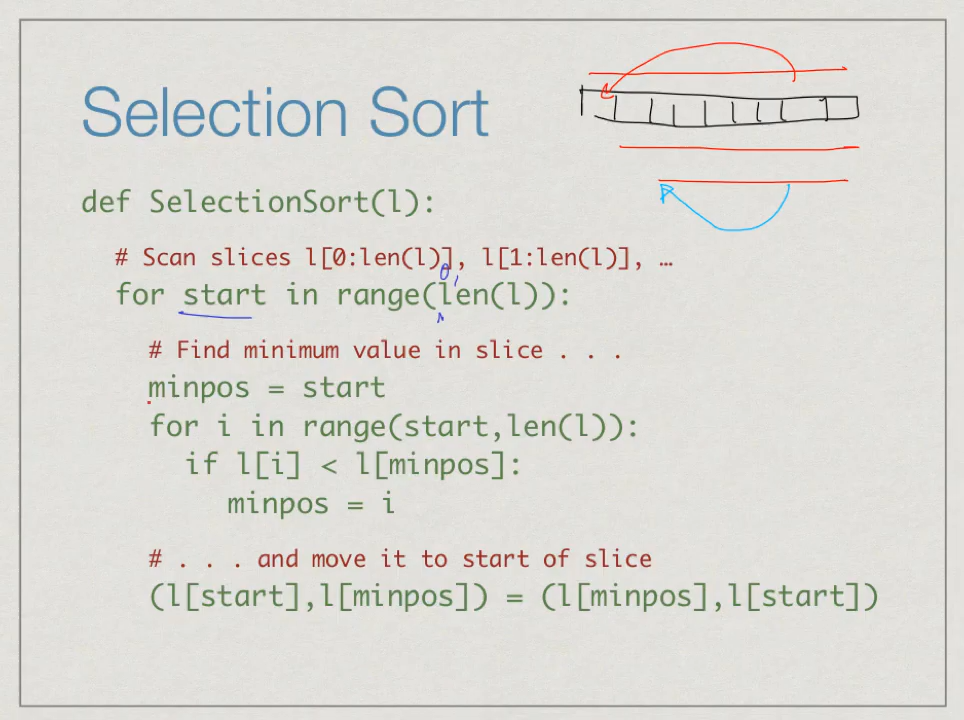 Selection Sort
def SelectionSort(l):
# Scan slices l[0:len(l)], l[1:len(l)], …
0,
for start in range(len(l)):
# Find minimum value in slice . . .
minpos = start
for i in range(start,len(l)):
if l[i] < l[minpos]:
minpos = i
# . . . and move it to start of slice
(l[start],l[minpos]) = (l[minpos],l[start])